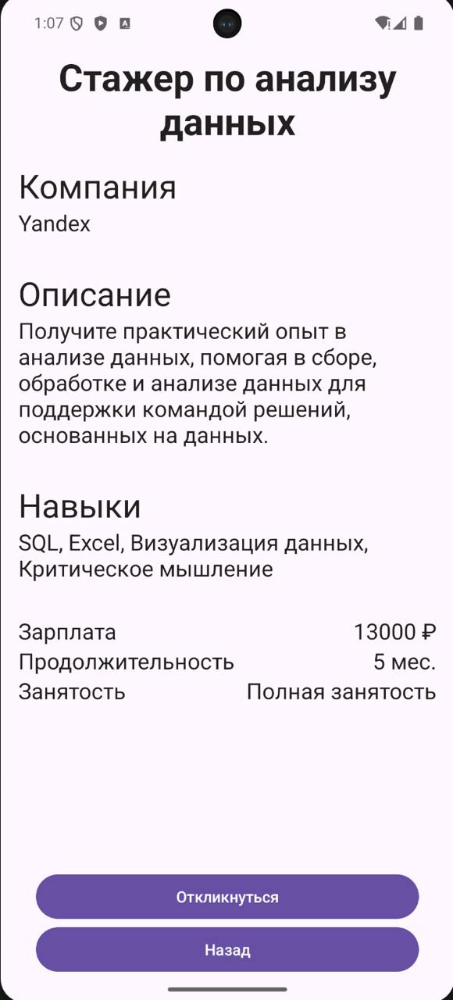 1:07
Стажер по анализу
данных
Компания
Yandex
Описание
Получите практический опыт в
анализе данных, помогая в сборе,
обработке и анализе данных для
поддержки командой решений,
основанных на данных.
Навыки
SQL, Excel, Визуализация данных,
Критическое мышление
Зарплата 13000 ₽
Продолжительность 5 мес.
Занятость Полная занятость
Откликнуться
Назад